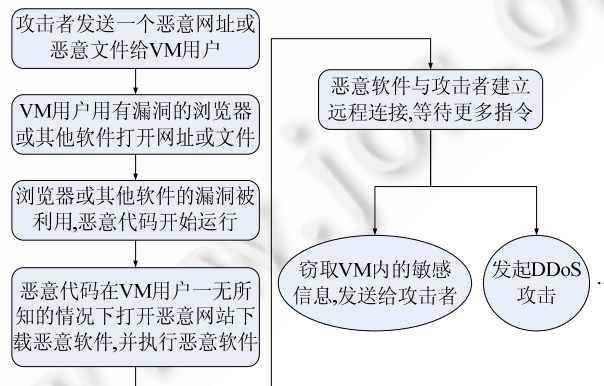 攻击者发送一个恶意网址或
恶意文件给VM用户
VM用户用有漏洞的浏览器
或其他软件打开网址或文件
浏览器或其他软件的漏洞被
利用,恶意代码开始运行
恶意代码在VM用户一无所
知的情况下打开恶意网站下
载恶意软件,并执行恶意软件
恶意软件与攻击者建立
远程连接,等待更多指令
窃取VM内的敏感
信息,发送给攻击者
发起DDoS
攻击
..